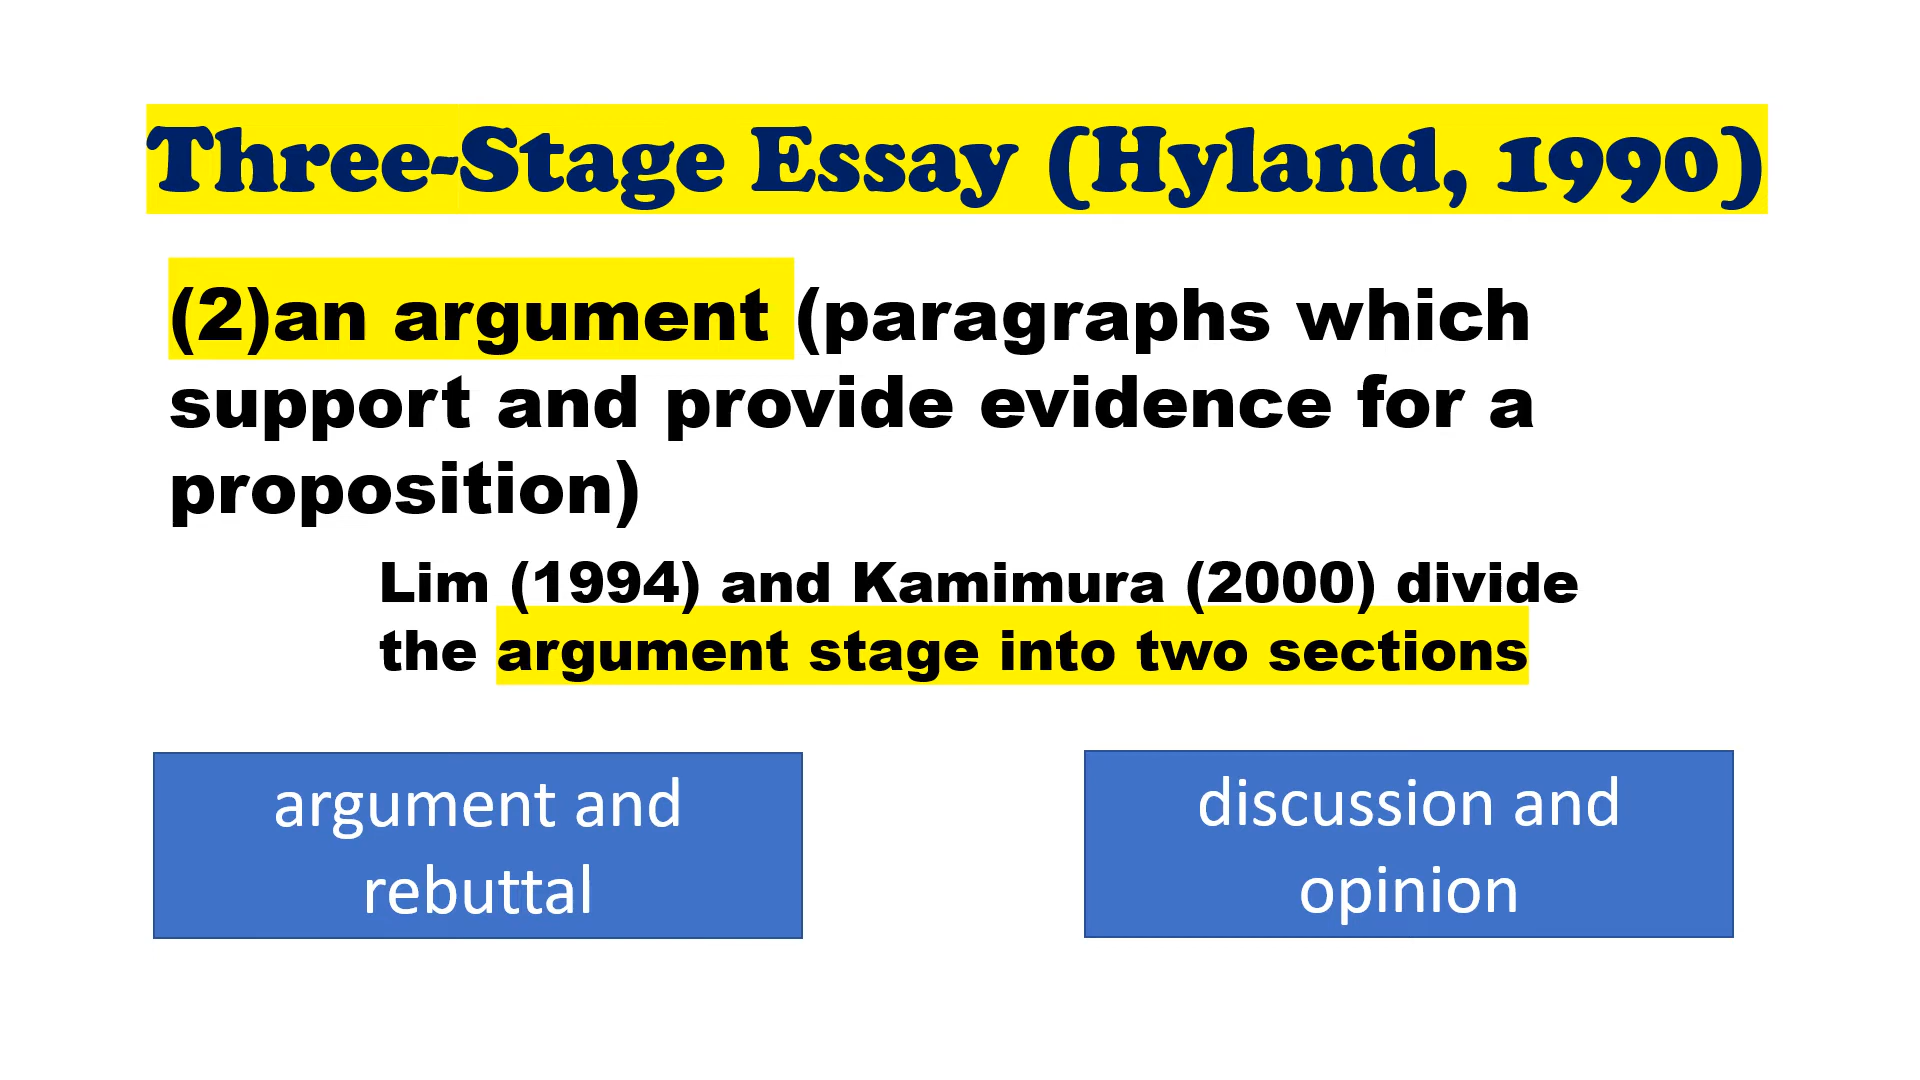 Three-Stage Essay (Hyland, 1990)
(2)an argument (paragraphs which
support and provide evidence for a
proposition)
Lim (1994) and Kamimura (2000) divide
the argument stage into two sections
argument and
rebuttal
discussion and
opinion